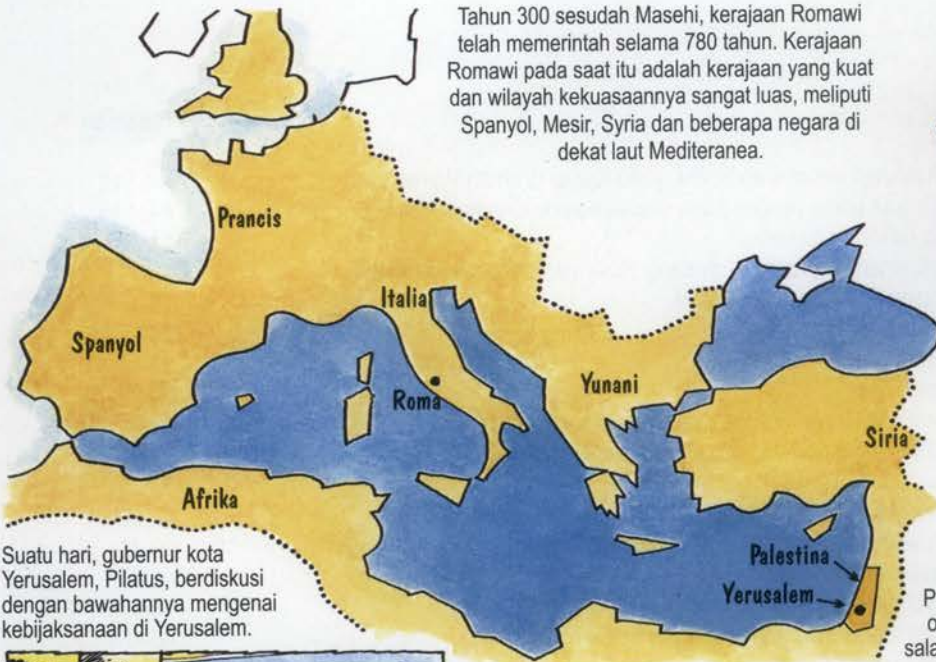 Tahun 300 sesudah Masehi, kerajaan Romawi
telah memerintah selama 780 tahun. Kerajaan
Romawi pada saat itu adalah kerajaan yang kuat
dan wilayah kekuasaannya sangat luas, meliputi
Spanyol, Mesir, Syria dan beberapa negara di
dekat laut Mediteranea.
Prancis
Italia
Spanyol
Roma
Yunani
Siria
Afrika
Palestina
Yerusalem
Suatu hari, gubernur kota
Yerusalem, Pilatus, berdiskusi
dengan bawahannya mengenai
kebijaksanaan di Yerusalem.
P
o
sala